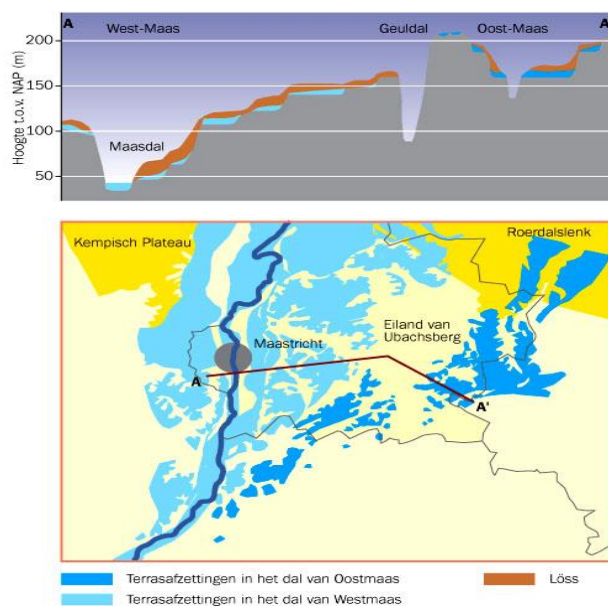 A
West-Maas
Geuldal
Oost-Maas
A
Hoogte t.o.v. NAP (m)
200
150
100
50
Maasdal
Kempisch Plateau
Roerdalslenk
Maastricht
Eiland van
Ubachsberg
A
A'
Terrasafzettingen in het dal van Oostmaas
Löss
Terrasafzettingen in het dal van Westmaas